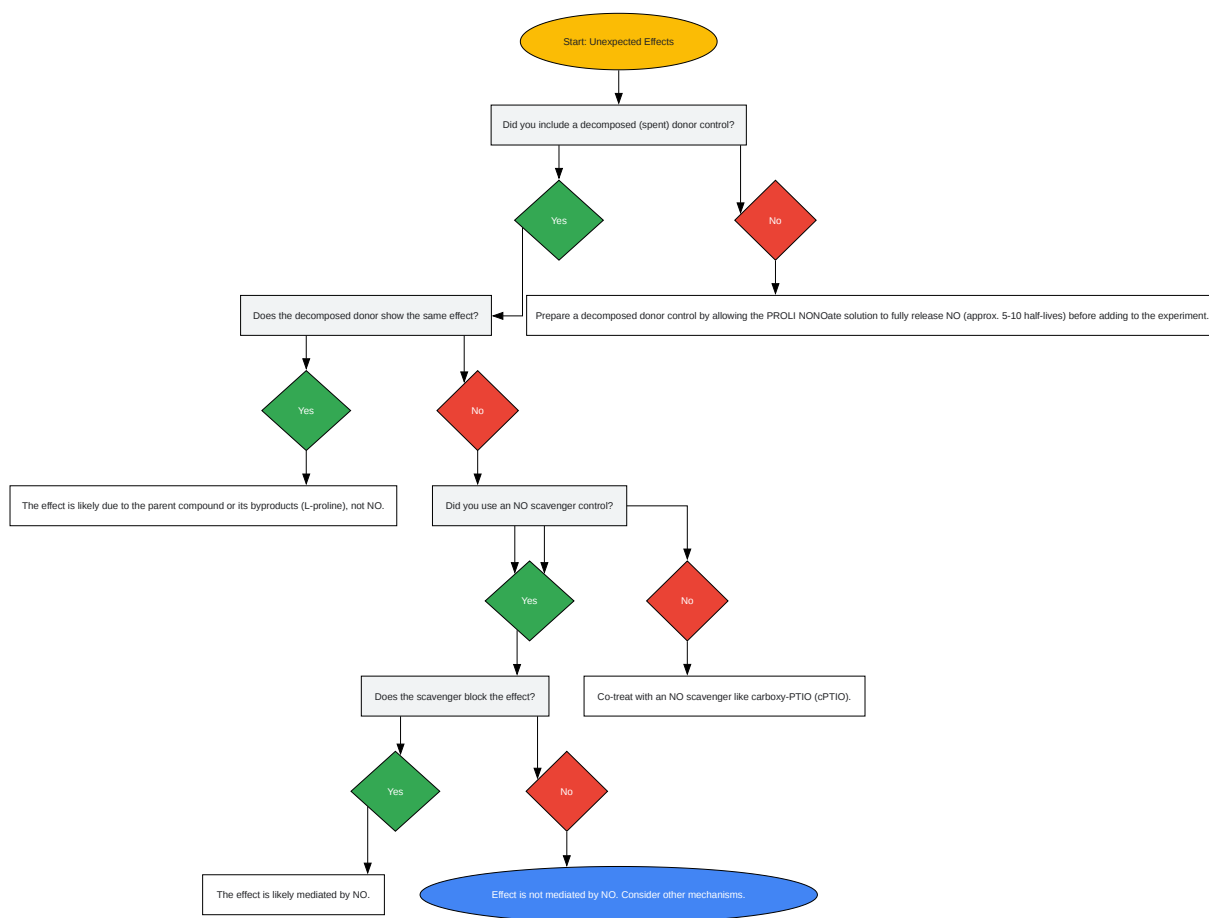 Start: Unexpected Effects
Did you include a decomposed (spent) donor control?
Yes
No
Does the decomposed donor show the same effect?
Prepare a decomposed donor control by allowing the PROLI NONOate solution to fully release NO (approx. 5-10 half-lives) before adding to the experiment.
Yes
No
The effect is likely due to the parent compound or its byproducts (L-proline), not NO.
Did you use an NO scavenger control?
Yes
No
Does the scavenger block the effect?
Co-treat with an NO scavenger like carboxy-PTIO (cPTIO).
Yes
No
The effect is likely mediated by NO.
Effect is not mediated by NO. Consider other mechanisms.